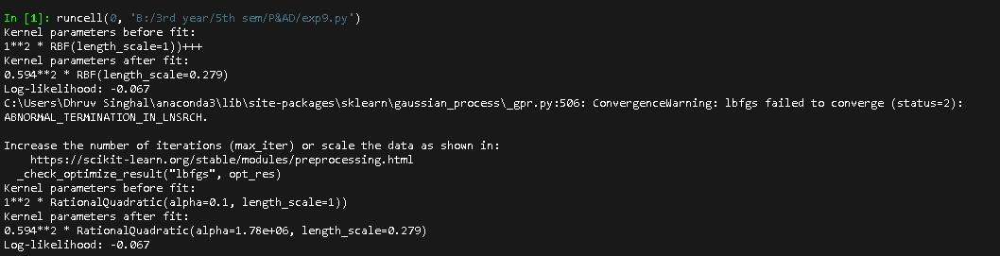 In [1]: runcell(0, 'B:/3rd year/5th sem/P&AD/exp9.py')
Kernel parameters before fit:
1**2 * RBF(length_scale=1))+++
Kernel parameters after fit:
0.594**2 * RBF(length_scale=0.279)
Log-likelihood: -0.067
C:\Users\Dhruv Singhal\anaconda3\lib\site-packages\sklearn\gaussian_process\_gpr.py:506: ConvergenceWarning: lbfgs failed to converge (status=2):
ABNORMAL_TERMINATION_IN_LNSRCH.
Increase the number of iterations (max_iter) or scale the data as shown in:
    https://scikit-learn.org/stable/modules/preprocessing.html
  _check_optimize_result("lbfgs", opt_res)
Kernel parameters before fit:
1**2 * RationalQuadratic(alpha=0.1, length_scale=1))
Kernel parameters after fit:
0.594**2 * RationalQuadratic(alpha=1.78e+06, length_scale=0.279)
Log-likelihood: -0.067